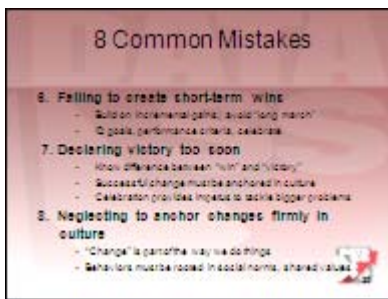 8 Common Mistakes
6. Failing to create short-term wins
- Build on incremental gains; avoid "long march"
- ID goals, performance criteria, celebrate
7. Declaring victory too soon
- Know difference between "win" and "victory"
- Successful change must be anchored in culture
- Celebration provides impetus to tackle bigger problems
8. Neglecting to anchor changes firmly in
culture
- "Change" is part of the way we do things
- Behaviors must be rooted in social norms, shared values